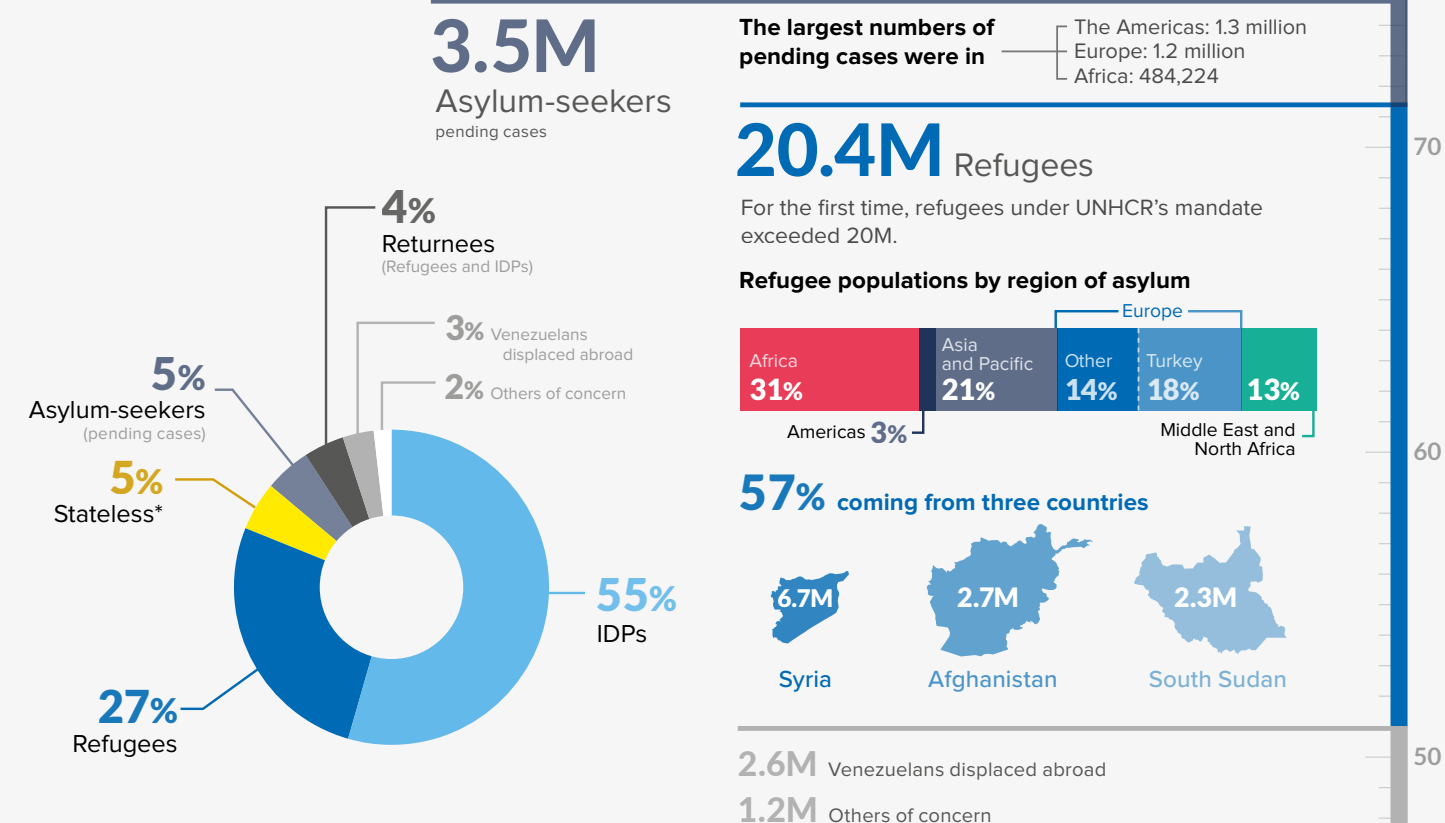 3.5M
Asylum-seekers
pending cases
The largest numbers of
pending cases were in
The Americas: 1.3 million
Europe: 1.2 million
Africa: 484,224
20.4M Refugees
For the first time, refugees under UNHCR’s mandate
exceeded 20M.
Refugee populations by region of asylum
Europe
Africa
31%
Asia
and Pacific
21%
Other
14%
Turkey
18%
13%
Americas 3%
Middle East and
North Africa
57% coming from three countries
6.7M
2.7M
2.3M
Syria
Afghanistan
South Sudan
2.6M Venezuelans displaced abroad
1.2M Others of concern
70
60
50
4%
Returnees
(Refugees and IDPs)
3% Venezuelans
displaced abroad
2% Others of concern
5%
Asylum-seekers
(pending cases)
5%
Stateless*
55%
IDPs
27%
Refugees